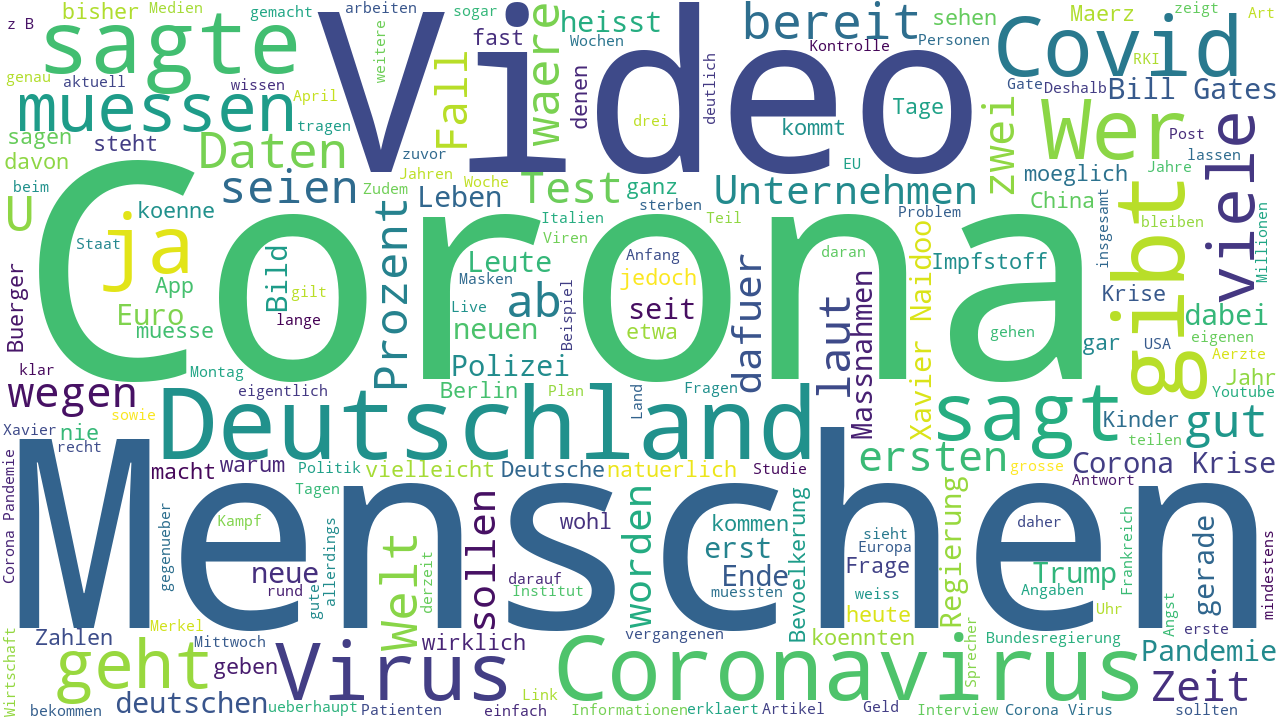 z B
bisher
Medien
gemacht
arbeiten
sogar
heisst
bereit
sehen
Maerz
zeigt
Art
sagte
Video
fast
Waere
Wochen
Kontrolle
Personen
Covid
RKI
genau
aktuell
wissen
weitere
Fall
denen
deutlich
Gate
Deshalb
Bill Gates
muessen
April
drei
Tage
zwei
Wer
viele
sagen
steht
tragen
kommt
Post
davon
Daten
zuvor
EU
lassen
beim
seien
Jahren
Woche
Test
ganz
Unternehmen
moeglich
Jahre
gibt
U
koenne
Zudem
Leben
sterben
China
ja
Prozent
Italien
Teil
Problem
insgesamt
bleiben
Millionen
Staat
Corona
Viren
Anfang
daran
Xavier Naidoo
Impfstoff
Buerger
App
Bild
gilt
Leute
Masken
jedoch
dafuer
Massnahmen
Krise
Euro
lange
Live
ab
Beispiel
seit
laut
gehen
dabei
muesse
neuen
etwa
gar
USA
eigenen
klar
Montag
Polizei
Aerzte
Jahr
wegen
eigentlich
Berlin
Plan
Land
Fragen
Youtube
sowie
Deutschland
sagt
Kinder
gut
Xavier
nie
recht
teilen
Corona Pandemie
macht
warum
Politik
vielleicht
Deutsche
natuerlich
Studie
ersten
grosse
Corona Krise
Antwort
Menschen
Tagen
gegenueber
Kampf
allerdings
Welt
sollen
wohl
worden
kommen
Bevoelkerung
sieht
Regierung
daher
Frankreich
gerade
mindestens
erst
Europa
neue
derzeit
darauf
Ende
Frage
Trump
rund
gute
Institut
muessten
weiss
Angaben
heute
Uhr
Angst
Wirtschaft
Zahlen
Merkel
Mittwoch
wirklich
vergangenen
koennten
Sprecher
Bundesregierung
erste
Pandemie
geht
geben
Virus
Coronavirus
Zeit
bekommen
deutschen
ueberhaupt
Patienten
einfach
Link
Informationen
erklaert
Artikel
Geld
Interview
Corona Virus
sollten